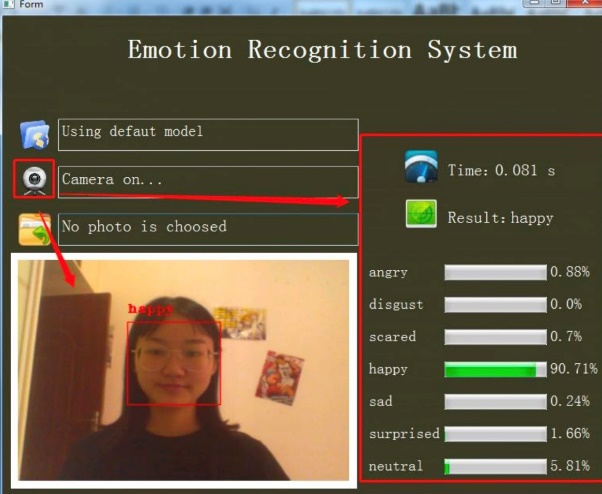 Form
Emotion Recognition System
Using defaut model
Camera on...
No photo is choosed
Time: 0.081 s
Result: happy
happy
angry 0.88%
disgust 0.0%
scared 0.7%
happy 90.71%
sad 0.24%
surprised 1.66%
neutral 5.81%